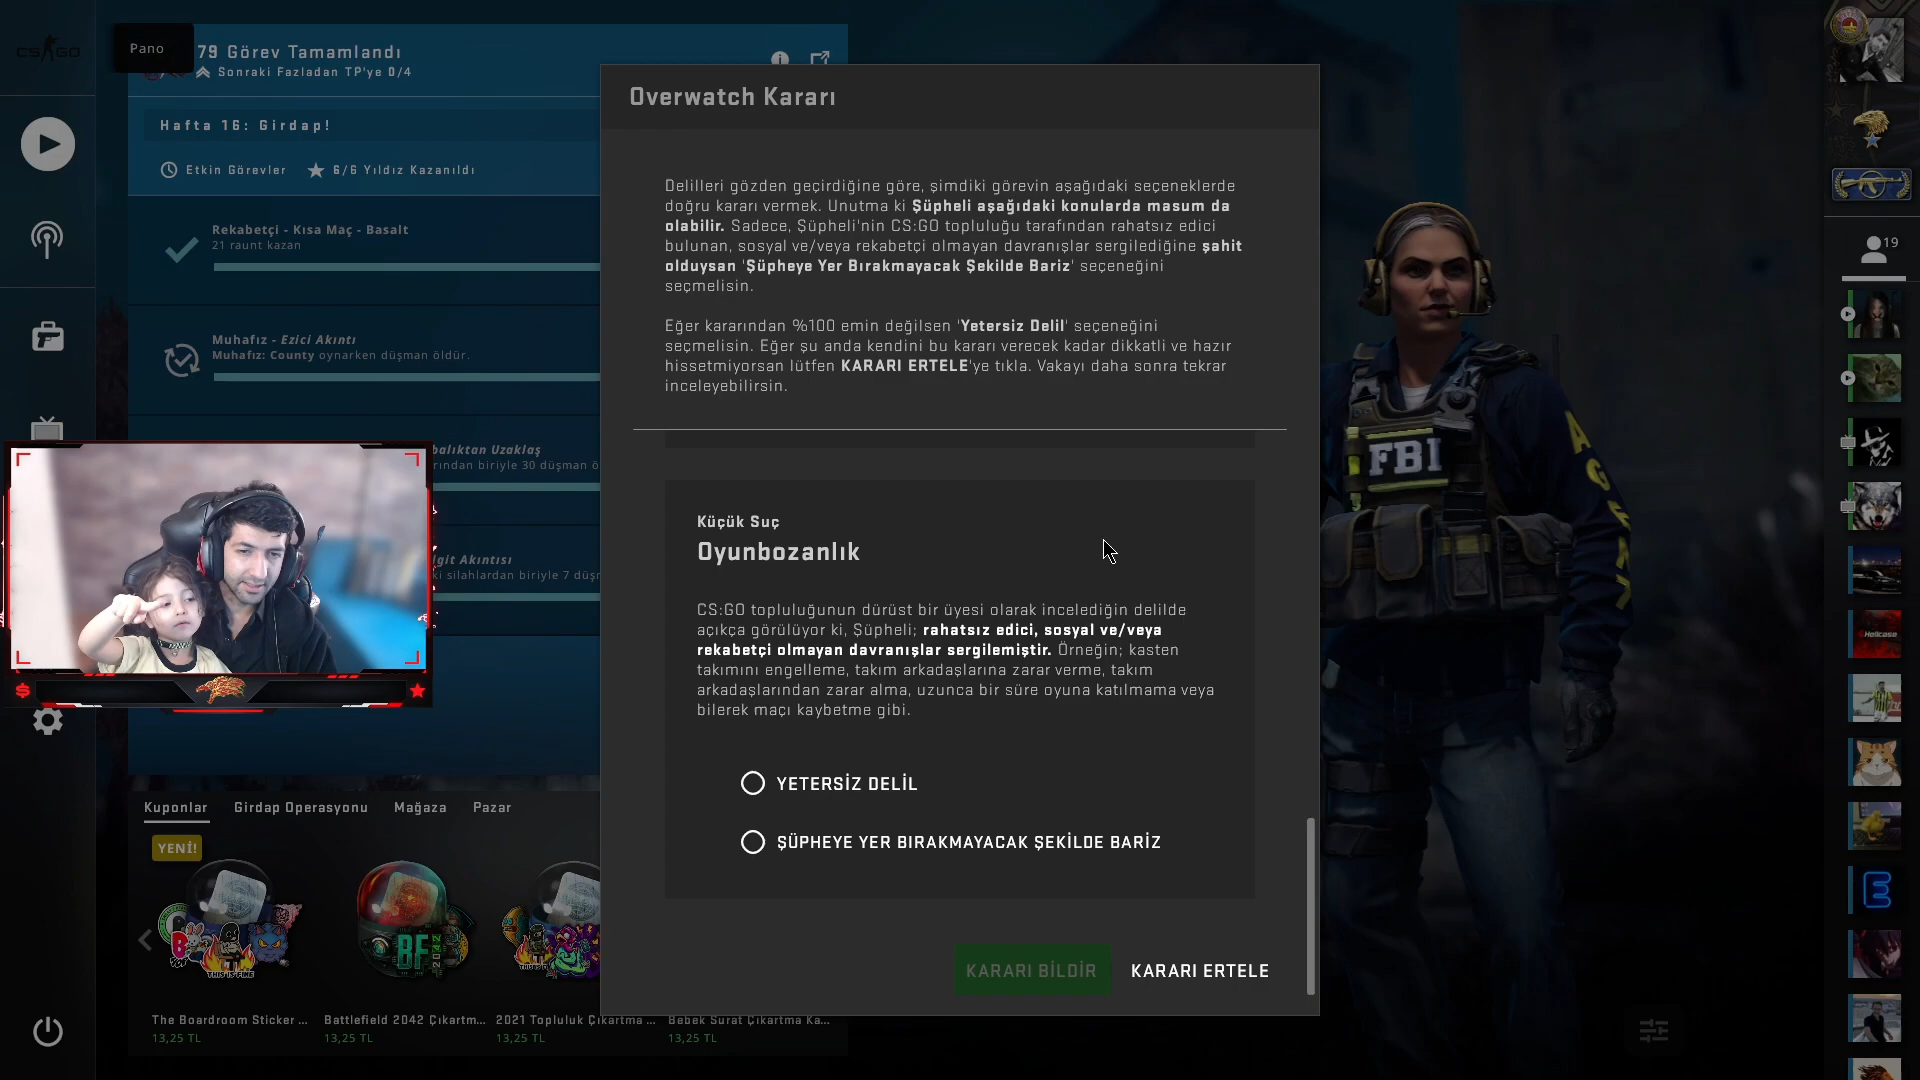 CS GO
Pano
79 Görev Tamamlandı
Sonraki Fazladan TP'ye 0/4
Hafta 16: Girdap!
Etkin Görevler
6/6 Yıldız Kazanıldı
Rekabetçi - Kısa Maç - Basalt
21 raunt kazan
Muhafız - Ezici Akıntı
Muhafız: County oynarken düşman öldür.
balıktan Uzaklaş
rından biriyle 30 düşman ö
lgit Akıntısı
ki silahlardan biriyle 7 düşr
Overwatch Kararı
Delilleri gözden geçirdiğine göre, şimdiki görevin aşağıdaki seçeneklerde
doğru kararı vermek. Unutma ki Şüpheli aşağıdaki konularda masum da
olabilir. Sadece, Şüpheli'nin CS:GO topluluğu tarafından rahatsız edici
bulunan, sosyal ve/veya rekabetçi olmayan davranışlar sergilediğine şahit
olduysan 'Şüpheye Yer Bırakmayacak Şekilde Bariz' seçeneğini
seçmelisin.
Eğer kararından %100 emin değilsen 'Yetersiz Delil' seçeneğini
seçmelisin. Eğer şu anda kendini bu kararı verecek kadar dikkatli ve hazır
hissetmiyorsan lütfen KARARI ERTELE'ye tıkla. Vakayı daha sonra tekrar
inceleyebilirsin.
Küçük Suç
Oyunbozanlık
CS:GO topluluğunun dürüst bir üyesi olarak incelediğin delilde
açıkça görülüyor ki, Şüpheli; rahatsız edici, sosyal ve/veya
rekabetçi olmayan davranışlar sergilemiştir. Örneğin; kasten
takımını engelleme, takım arkadaşlarına zarar verme, takım
arkadaşlarından zarar alma, uzunca bir süre oyuna katılmama veya
bilerek maçı kaybetme gibi.
YETERSİZ DELİL
ŞÜPHEYE YER BIRAKMAYACAK ŞEKİLDE BARİZ
KARARI BİLDİR
KARARI ERTELE
Kuponlar
Girdap Operasyonu
Mağaza
Pazar
YENİ!
THIS IS FINE
BF
2042
The Boardroom Sticker ...
13,25 TL
Battlefield 2042 Çıkartm...
13,25 TL
2021 Topluluk Çıkartma ...
13,25 TL
Bebek Surat Çıkartma Ka...
13,25 TL
FBI
19
Hellcase
E